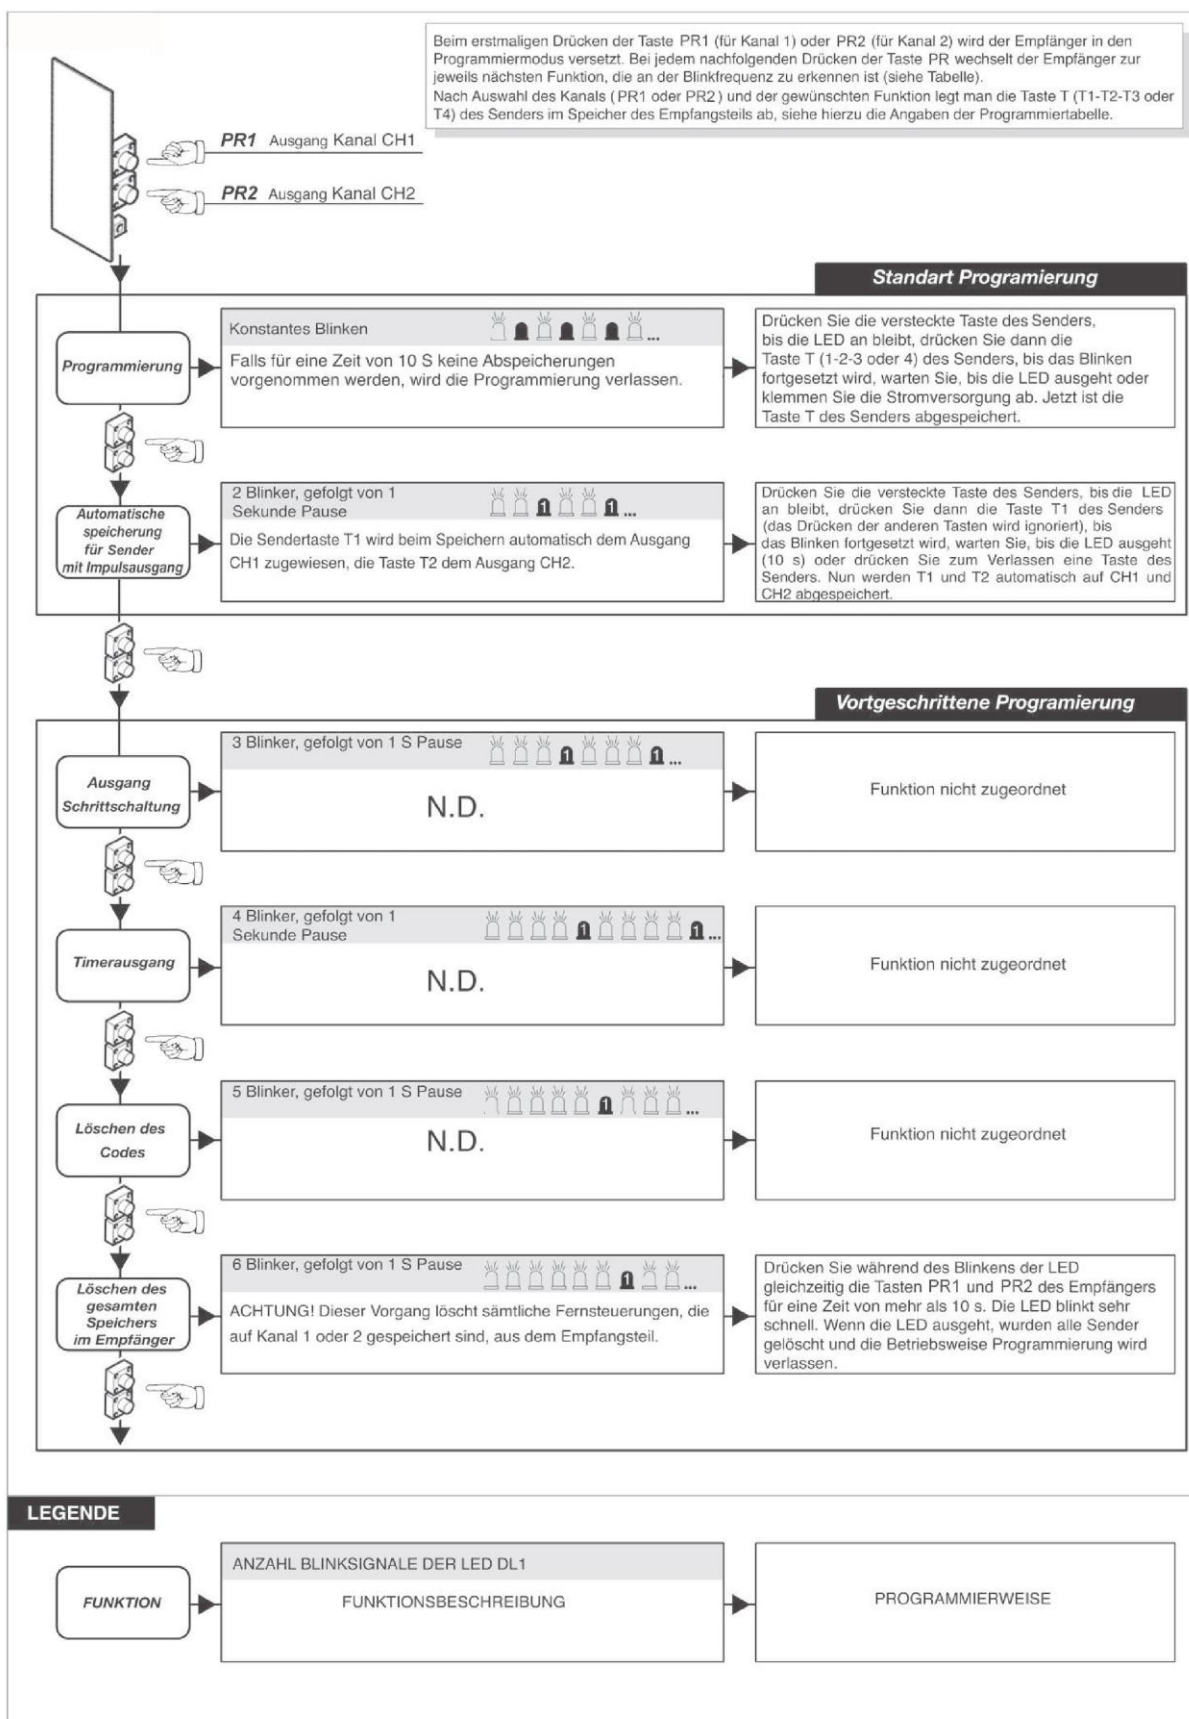 Beim erstmaligen Drücken der Taste PR1 (für Kanal 1) oder PR2 (für Kanal 2) wird der Empfänger in den
Programmiermodus versetzt. Bei jedem nachfolgenden Drücken der Taste PR wechselt der Empfänger zur
jeweils nächsten Funktion, die an der Blinkfrequenz zu erkennen ist (siehe Tabelle).
Nach Auswahl des Kanals (PR1 oder PR2) und der gewünschten Funktion legt man die Taste T (T1-T2-T3 oder
T4) des Senders im Speicher des Empfangsteils ab, siehe hierzu die Angaben der Programmiertabelle.
PR1 Ausgang Kanal CH1
PR2 Ausgang Kanal CH2
Standart Programierung
Programmierung
Konstantes Blinken
...
Falls für eine Zeit von 10 S keine Abspeicherungen
vorgenommen werden, wird die Programmierung verlassen.
Drücken Sie die versteckte Taste des Senders,
bis die LED an bleibt, drücken Sie dann die
Taste T (1-2-3 oder 4) des Senders, bis das Blinken
fortgesetzt wird, warten Sie, bis die LED ausgeht oder
klemmen Sie die Stromversorgung ab. Jetzt ist die
Taste T des Senders abgespeichert.
Automatische
speicherung
für Sender
mit Impulsausgang
2 Blinker, gefolgt von 1
Sekunde Pause
1 1 ...
Die Sendertaste T1 wird beim Speichern automatisch dem Ausgang
CH1 zugewiesen, die Taste T2 dem Ausgang CH2.
Drücken Sie die versteckte Taste des Senders, bis die LED
an bleibt, drücken Sie dann die Taste T1 des Senders
(das Drücken der anderen Tasten wird ignoriert), bis
das Blinken fortgesetzt wird, warten Sie, bis die LED ausgeht
(10 s) oder drücken Sie zum Verlassen eine Taste des
Senders. Nun werden T1 und T2 automatisch auf CH1 und
CH2 abgespeichert.
Vortgeschrittene Programierung
Ausgang
Schrittschaltung
3 Blinker, gefolgt von 1 S Pause
1 1 ...
N.D.
Funktion nicht zugeordnet
Timerausgang
4 Blinker, gefolgt von 1
Sekunde Pause
1 1 ...
N.D.
Funktion nicht zugeordnet
Löschen des
Codes
5 Blinker, gefolgt von 1 S Pause
1 ...
N.D.
Funktion nicht zugeordnet
Löschen des
gesamten
Speichers
im Empfänger
6 Blinker, gefolgt von 1 S Pause
1 ...
ACHTUNG! Dieser Vorgang löscht sämtliche Fernsteuerungen, die
auf Kanal 1 oder 2 gespeichert sind, aus dem Empfangsteil.
Drücken Sie während des Blinkens der LED
gleichzeitig die Tasten PR1 und PR2 des Empfängers
für eine Zeit von mehr als 10 s. Die LED blinkt sehr
schnell. Wenn die LED ausgeht, wurden alle Sender
gelöscht und die Betriebsweise Programmierung wird
verlassen.
LEGENDE
FUNKTION
ANZAHL BLINKSIGNALE DER LED DL1
FUNKTIONSBESCHREIBUNG
PROGRAMMIERWEISE